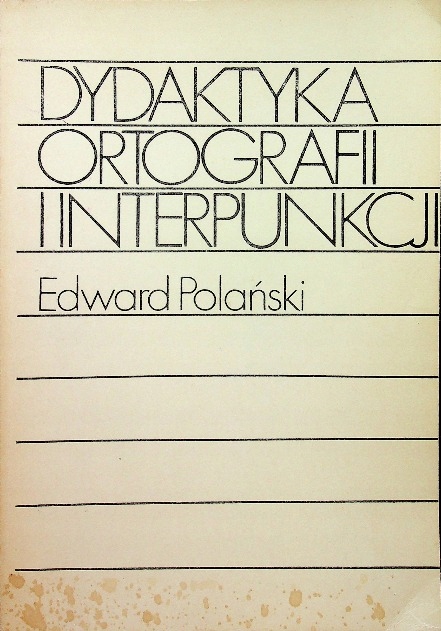 DYDAKTYKA
ORTOGRAFII
I INTERPUNKCJI
Edward Polański